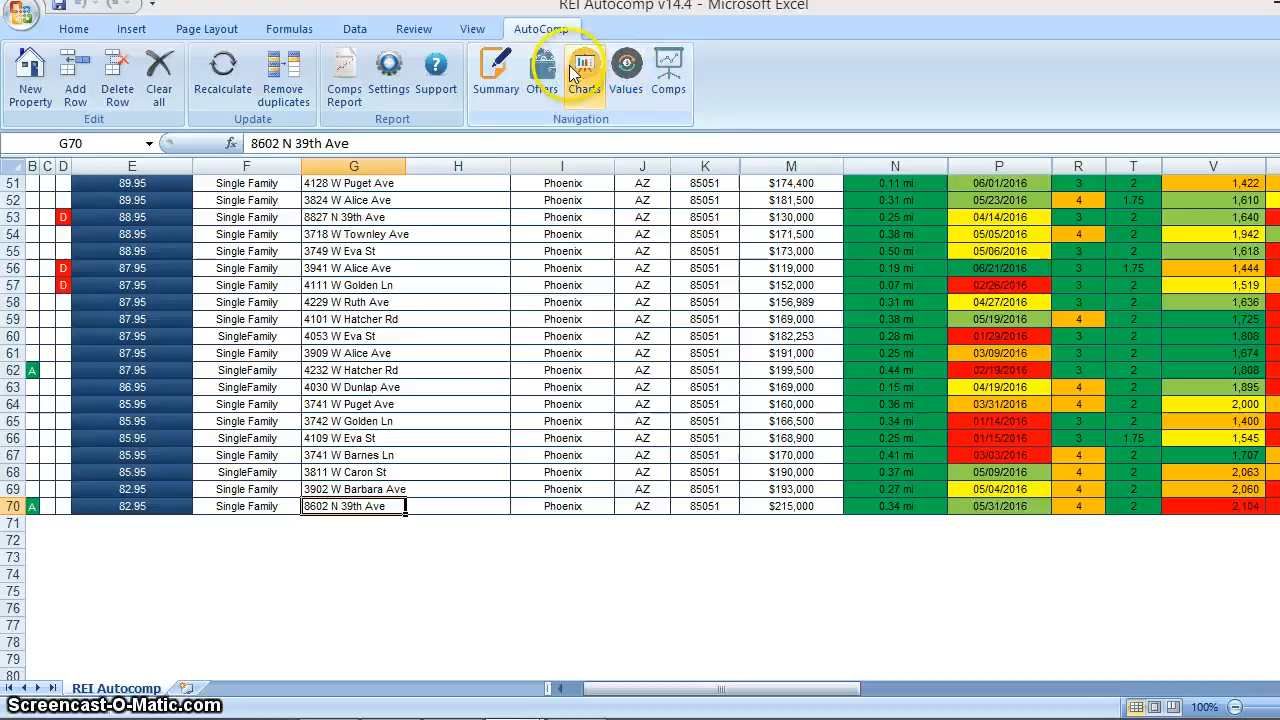 REI Autocomp v14.4 - Microsoft Excel
Home Insert Page Layout Formulas Data Review View AutoComp
New Property Add Row Delete Row Clear all Recalculate Remove duplicates Comps Report Settings Support Summary Offers Charts Values Comps
Edit Update Report Navigation
G70 fx 8602 N 39th Ave
B C D E F G H I J K M N P R T V
51 89.95 Single Family 4128 W Puget Ave Phoenix AZ 85051 $174,400 0.11 mi 06/01/2016 3 2 1,422
52 89.95 Single Family 3824 W Alice Ave Phoenix AZ 85051 $181,500 0.31 mi 05/23/2016 4 1.75 1,610
53 D 88.95 Single Family 8827 N 39th Ave Phoenix AZ 85051 $130,000 0.25 mi 04/14/2016 3 2 1,640
54 88.95 Single Family 3718 W Townley Ave Phoenix AZ 85051 $171,500 0.38 mi 05/05/2016 4 2 1,942
55 88.95 Single Family 3749 W Eva St Phoenix AZ 85051 $173,000 0.50 mi 05/06/2016 3 2 1,618
56 D 87.95 Single Family 3941 W Alice Ave Phoenix AZ 85051 $119,000 0.19 mi 06/21/2016 3 1.75 1,444
57 D 87.95 Single Family 4111 W Golden Ln Phoenix AZ 85051 $152,000 0.07 mi 02/26/2016 3 2 1,519
58 87.95 Single Family 4229 W Ruth Ave Phoenix AZ 85051 $156,989 0.31 mi 04/27/2016 3 2 1,636
59 87.95 Single Family 4101 W Hatcher Rd Phoenix AZ 85051 $169,000 0.38 mi 05/19/2016 4 2 1,725
60 87.95 SingleFamily 4053 W Eva St Phoenix AZ 85051 $182,253 0.28 mi 01/29/2016 3 2 1,808
61 87.95 Single Family 3909 W Alice Ave Phoenix AZ 85051 $191,000 0.25 mi 03/09/2016 3 2 1,674
62 A 87.95 SingleFamily 4232 W Hatcher Rd Phoenix AZ 85051 $199,500 0.44 mi 02/19/2016 3 2 1,808
63 86.95 Single Family 4030 W Dunlap Ave Phoenix AZ 85051 $169,000 0.15 mi 04/19/2016 4 2 1,895
64 85.95 Single Family 3741 W Puget Ave Phoenix AZ 85051 $160,000 0.36 mi 03/31/2016 4 2 2,000
65 85.95 Single Family 3742 W Golden Ln Phoenix AZ 85051 $166,500 0.34 mi 01/14/2016 3 2 1,400
66 85.95 SingleFamily 4109 W Eva St Phoenix AZ 85051 $168,900 0.25 mi 01/15/2016 3 1.75 1,545
67 85.95 Single Family 3741 W Barnes Ln Phoenix AZ 85051 $170,000 0.41 mi 03/03/2016 4 2 1,707
68 85.95 SingleFamily 3811 W Caron St Phoenix AZ 85051 $190,000 0.37 mi 05/09/2016 4 2 2,063
69 82.95 Single Family 3902 W Barbara Ave Phoenix AZ 85051 $193,000 0.27 mi 05/04/2016 4 2 2,060
70 A 82.95 Single Family 8602 N 39th Ave Phoenix AZ 85051 $215,000 0.34 mi 05/31/2016 4 2 2,104
71
72
73
74
75
76
77
78
79
80
REI Autocomp
Screencast-O-Matic.com 100%